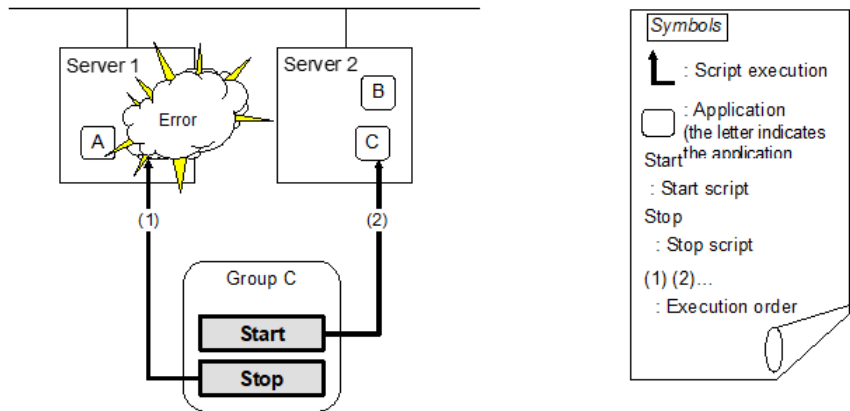 Server 1
Server 2
A
Error
B
C
(1)
(2)
Group C
Start
Stop
Symbols
: Script execution
: Application
(the letter indicates
the application
Start
: Start script
Stop
: Stop script
(1) (2)...
: Execution order